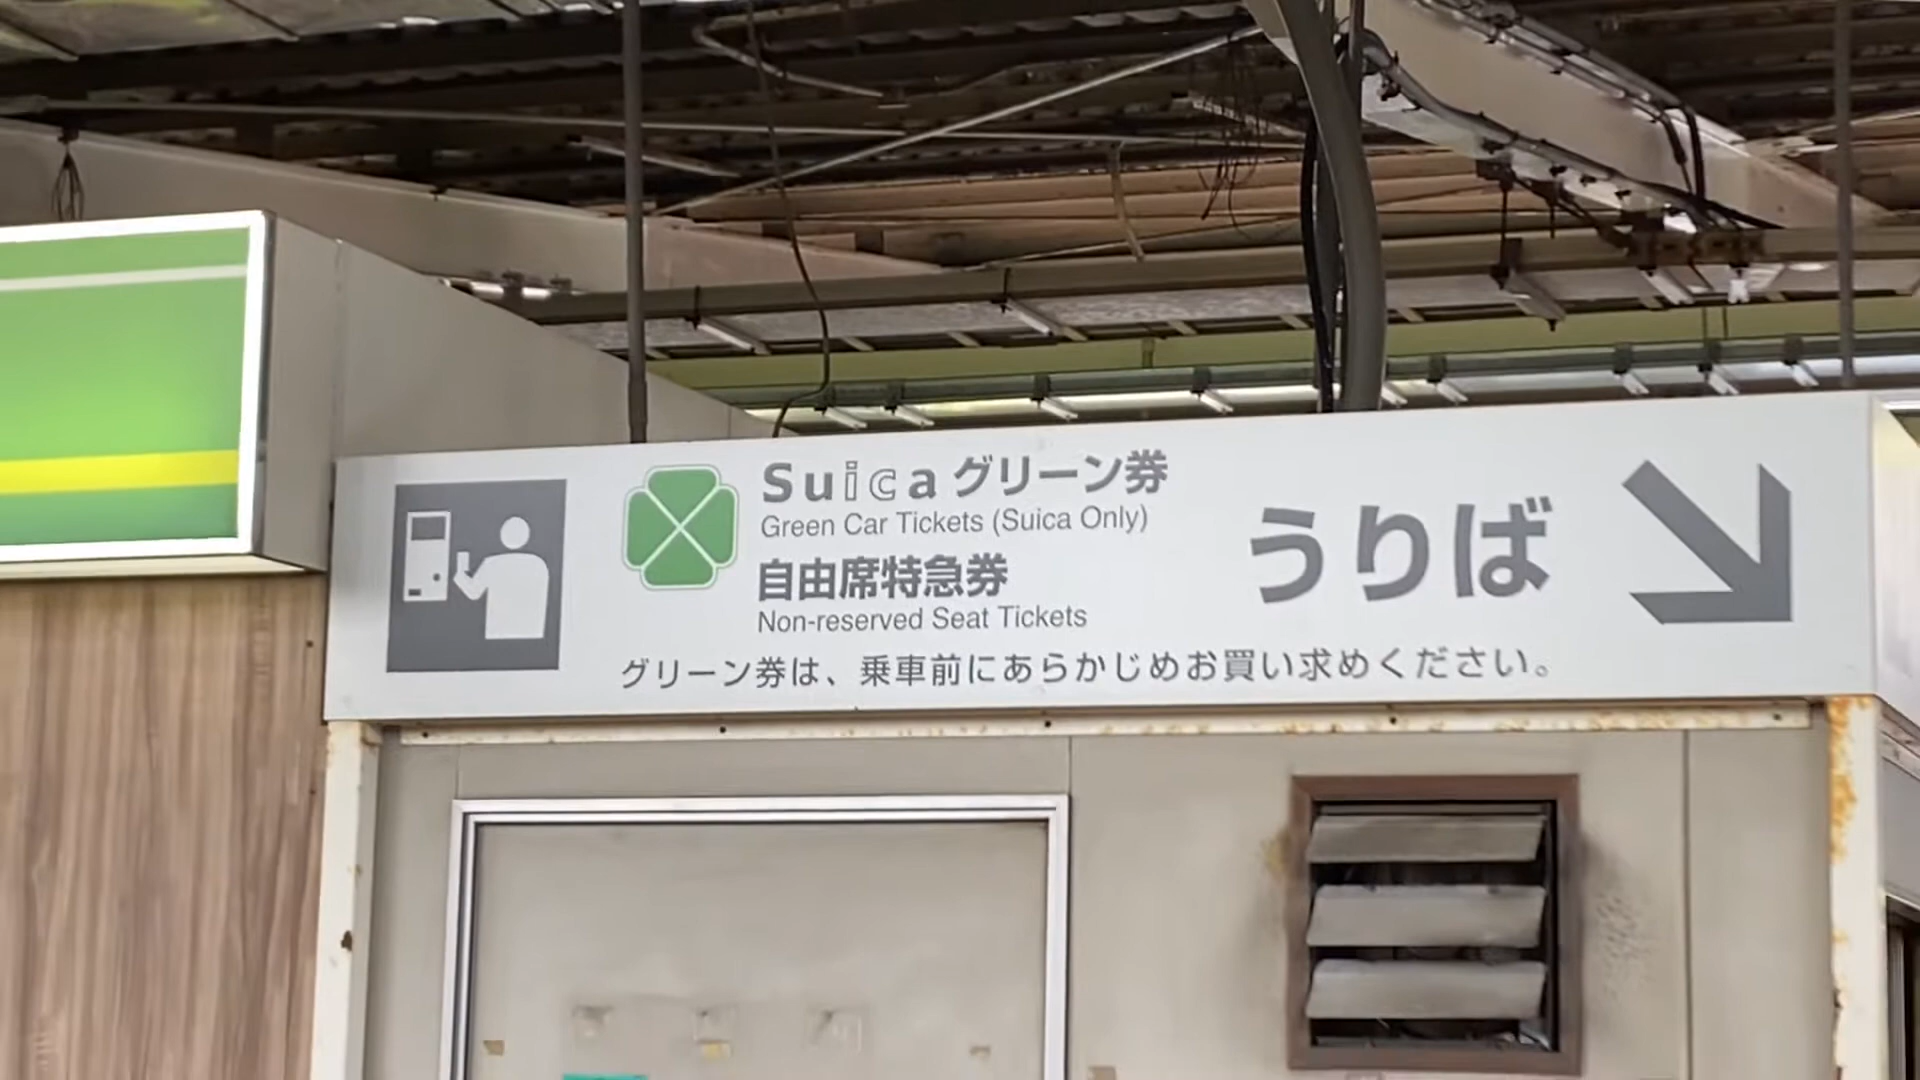 Suicaグリーン券
Green Car Tickets (Suica Only)
自由席特急券
Non-reserved Seat Tickets
うりば
グリーン券は、乗車前にあらかじめお買い求めください。